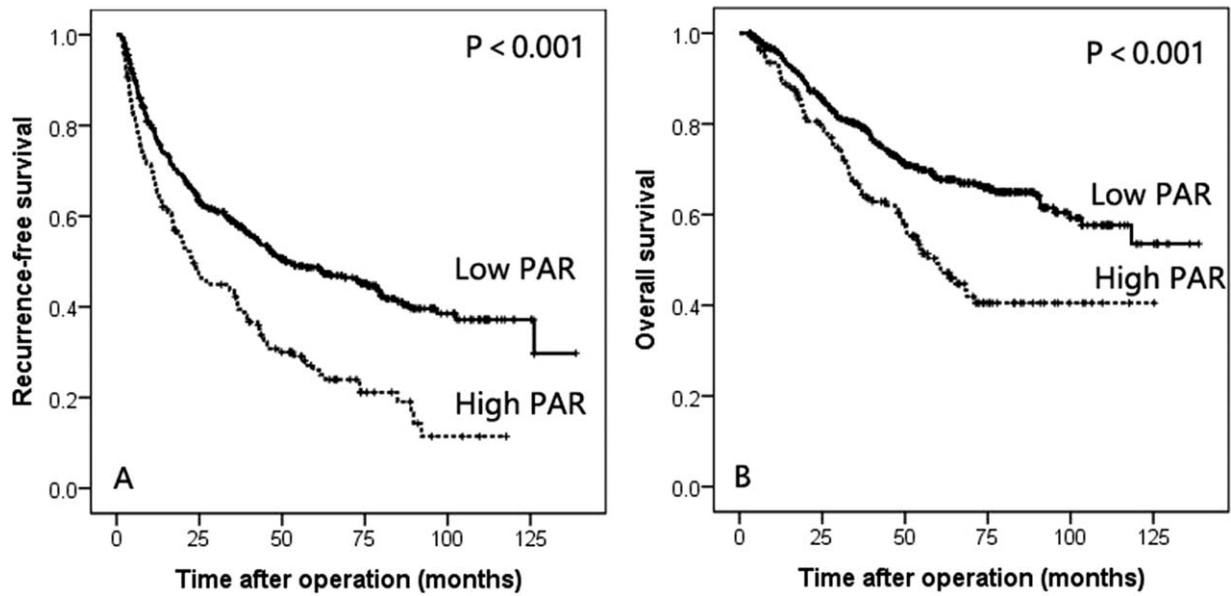 P < 0.001
Recurrence-free survival
1.0
0.8
0.6
0.4
0.2
0.0
Low PAR
High PAR
A
0 25 50 75 100 125
Time after operation (months)
P < 0.001
Overall survival
1.0
0.8
0.6
0.4
0.2
0.0
Low PAR
High PAR
B
0 25 50 75 100 125
Time after operation (months)